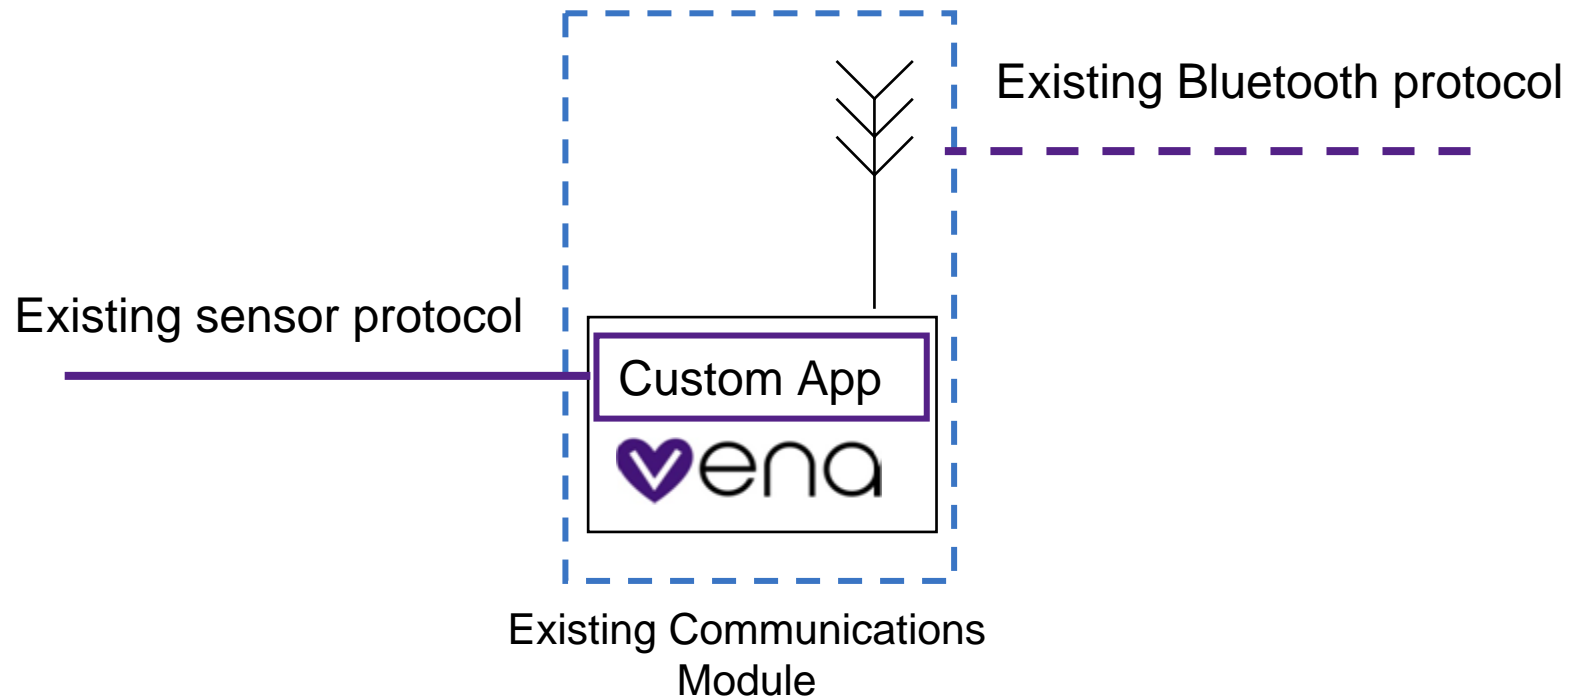 Existing Bluetooth protocol
Existing sensor protocol
Custom App
vena
Existing Communications
Module